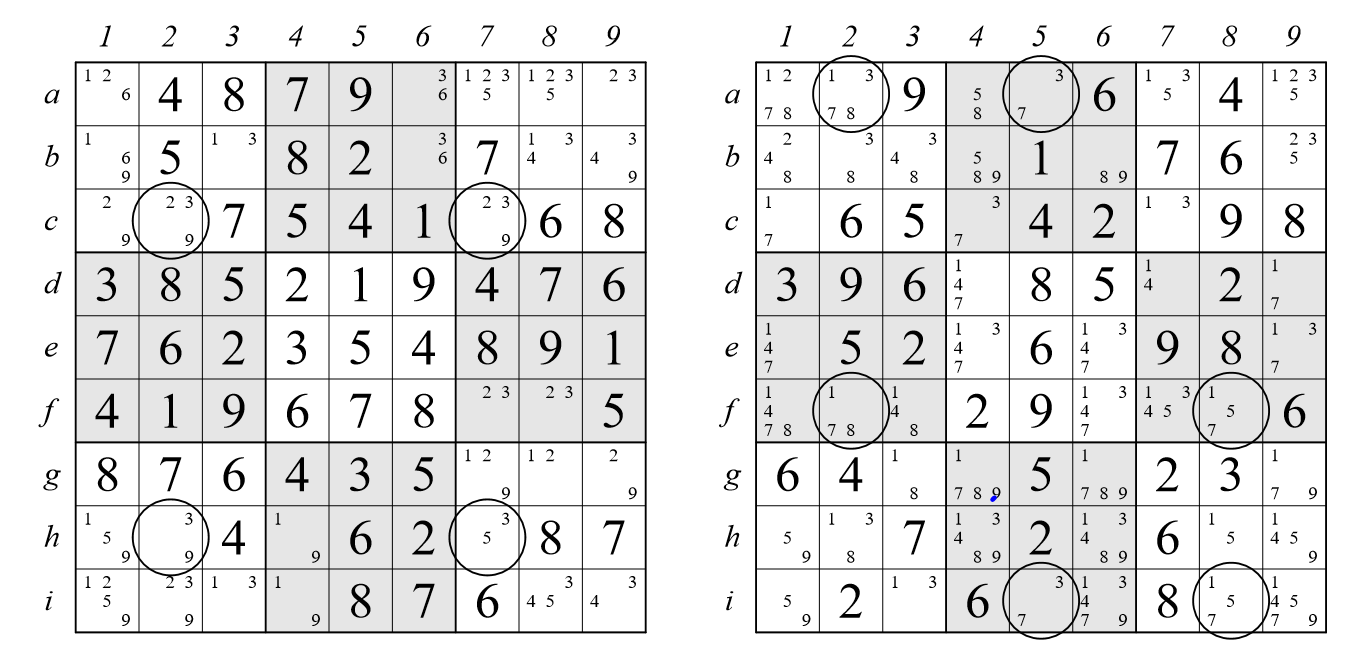 1 2 3 4 5 6 7 8 9
a 1 2 6 4 8 7 9 3 6 1 2 3 5 1 2 3 5 2 3
b 1 6 9 5 1 3 8 2 3 6 7 1 3 4 3 4 9
c 2 9 2 3 9 7 5 4 1 2 3 9 6 8
d 3 8 5 2 1 9 4 7 6
e 7 6 2 3 5 4 8 9 1
f 4 1 9 6 7 8 2 3 2 3 5
g 8 7 6 4 3 5 1 2 9 1 2 2 9
h 1 5 9 3 9 4 1 9 6 2 3 5 8 7
i 1 2 5 9 2 3 9 1 3 1 9 8 7 6 3 4 5 3 4
1 2 3 4 5 6 7 8 9
a 1 2 7 8 1 3 7 8 9 5 8 3 7 6 1 3 5 4 1 2 3 5
b 2 4 8 3 8 3 4 8 5 8 9 1 8 9 7 6 2 3 5
c 1 7 6 5 3 7 4 2 1 3 9 8
d 3 9 6 1 4 7 8 5 1 4 2 1 7
e 1 4 7 5 2 1 3 4 7 6 1 3 4 7 9 8 1 3 7
f 1 4 7 8 1 7 8 1 4 8 2 9 1 3 4 7 1 3 4 5 7 1 5 7 6
g 6 4 1 8 1 7 8 9 5 1 7 8 9 2 3 1 7 9
h 5 9 1 3 8 7 1 3 4 8 9 2 1 3 4 8 9 6 1 5 1 4 5 9
i 5 9 2 1 3 6 3 7 1 3 4 7 9 8 1 5 7 1 4 5 7 9